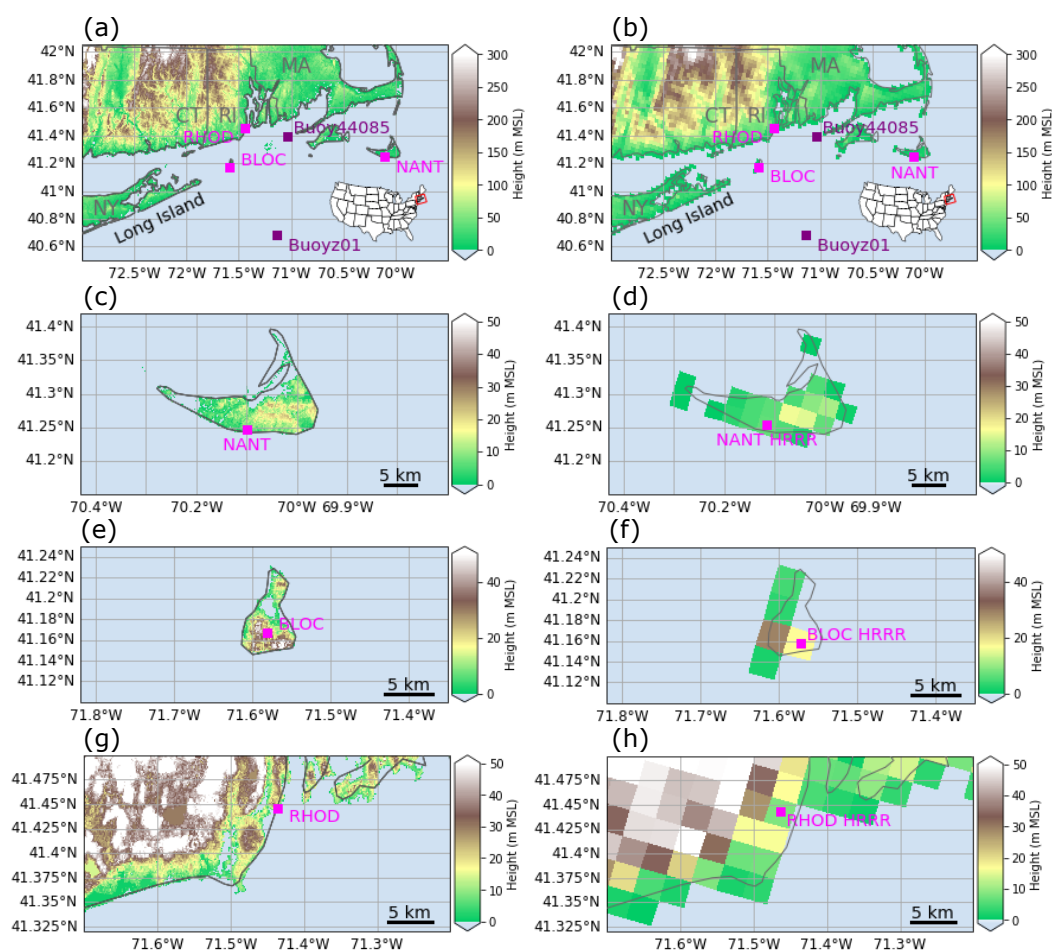 (a)
42°N
41.8°N
41.6°N
41.4°N
41.2°N
41°N
40.8°N
40.6°N
72.5°W 72°W 71.5°W 71°W 70.5°W 70°W
MA
CT RI
RHOD
Buoy44085
BLOC
NANT
NY
Long Island
Buoyz01
300
250
200
150
100
50
0
Height (m MSL)
(b)
42°N
41.8°N
41.6°N
41.4°N
41.2°N
41°N
40.8°N
40.6°N
72.5°W 72°W 71.5°W 71°W 70.5°W 70°W
MA
CT RI
RHOD
Buoy44085
BLOC
NANT
NY
Long Island
Buoyz01
300
250
200
150
100
50
0
Height (m MSL)
(c)
41.4°N
41.35°N
41.3°N
41.25°N
41.2°N
70.4°W 70.2°W 70°W 69.9°W
NANT
5 km
50
40
30
20
10
0
Height (m MSL)
(d)
41.4°N
41.35°N
41.3°N
41.25°N
41.2°N
70.4°W 70.2°W 70°W 69.9°W
NANT HRRR
5 km
50
40
30
20
10
0
Height (m MSL)
(e)
41.24°N
41.22°N
41.2°N
41.18°N
41.16°N
41.14°N
41.12°N
71.8°W 71.7°W 71.6°W 71.5°W 71.4°W
BLOC
5 km
40
20
0
Height (m MSL)
(f)
41.24°N
41.22°N
41.2°N
41.18°N
41.16°N
41.14°N
41.12°N
71.8°W 71.7°W 71.6°W 71.5°W 71.4°W
BLOC HRRR
5 km
40
20
0
Height (m MSL)
(g)
41.475°N
41.45°N
41.425°N
41.4°N
41.375°N
41.35°N
41.325°N
71.6°W 71.5°W 71.4°W 71.3°W
RHOD
5 km
50
40
30
20
10
0
Height (m MSL)
(h)
41.475°N
41.45°N
41.425°N
41.4°N
41.375°N
41.35°N
41.325°N
71.6°W 71.5°W 71.4°W 71.3°W
RHOD HRRR
5 km
50
40
30
20
10
0
Height (m MSL)